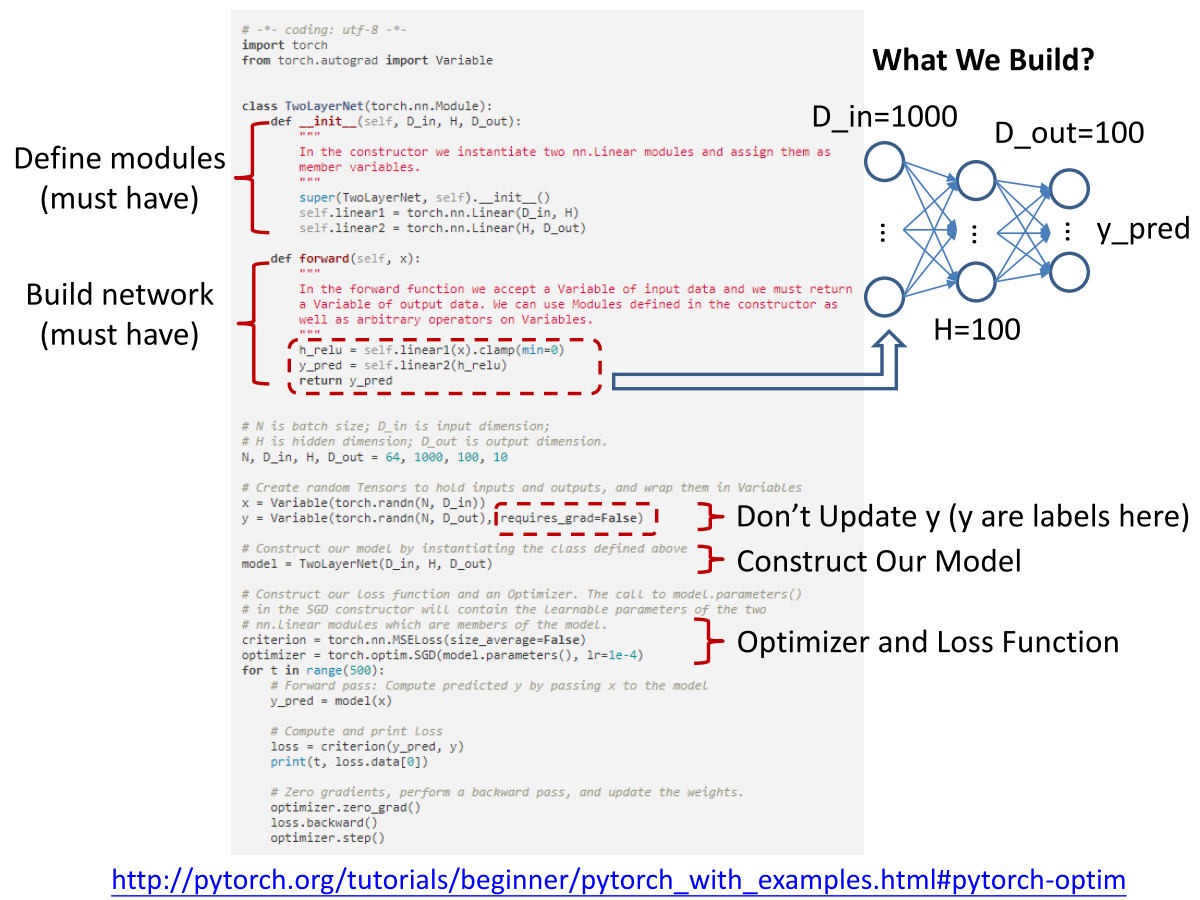 # -*- coding: utf-8 -*-
import torch
from torch.autograd import Variable
class TwoLayerNet(torch.nn.Module):
def __init__(self, D_in, H, D_out):
"""
In the constructor we instantiate two nn.Linear modules and assign them as
member variables.
"""
super(TwoLayerNet, self).__init__()
self.linear1 = torch.nn.Linear(D_in, H)
self.linear2 = torch.nn.Linear(H, D_out)
def forward(self, x):
"""
In the forward function we accept a Variable of input data and we must return
a Variable of output data. We can use Modules defined in the constructor as
well as arbitrary operators on Variables.
"""
h_relu = self.linear1(x).clamp(min=0)
y_pred = self.linear2(h_relu)
return y_pred
# N is batch size; D_in is input dimension;
# H is hidden dimension; D_out is output dimension.
N, D_in, H, D_out = 64, 1000, 100, 10
# Create random Tensors to hold inputs and outputs, and wrap them in Variables
x = Variable(torch.randn(N, D_in))
y = Variable(torch.randn(N, D_out), requires_grad=False)
# Construct our model by instantiating the class defined above
model = TwoLayerNet(D_in, H, D_out)
# Construct our loss function and an Optimizer. The call to model.parameters()
# in the SGD constructor will contain the learnable parameters of the two
# nn.Linear modules which are members of the model.
criterion = torch.nn.MSELoss(size_average=False)
optimizer = torch.optim.SGD(model.parameters(), lr=1e-4)
for t in range(500):
# Forward pass: Compute predicted y by passing x to the model
y_pred = model(x)
# Compute and print loss
loss = criterion(y_pred, y)
print(t, loss.data[0])
# Zero gradients, perform a backward pass, and update the weights.
optimizer.zero_grad()
loss.backward()
optimizer.step()
Define modules
(must have)
Build network
(must have)
What We Build?
D_in=1000
D_out=100
y_pred
H=100
Don't Update y (y are labels here)
Construct Our Model
Optimizer and Loss Function
http://pytorch.org/tutorials/beginner/pytorch_with_examples.html#pytorch-optim